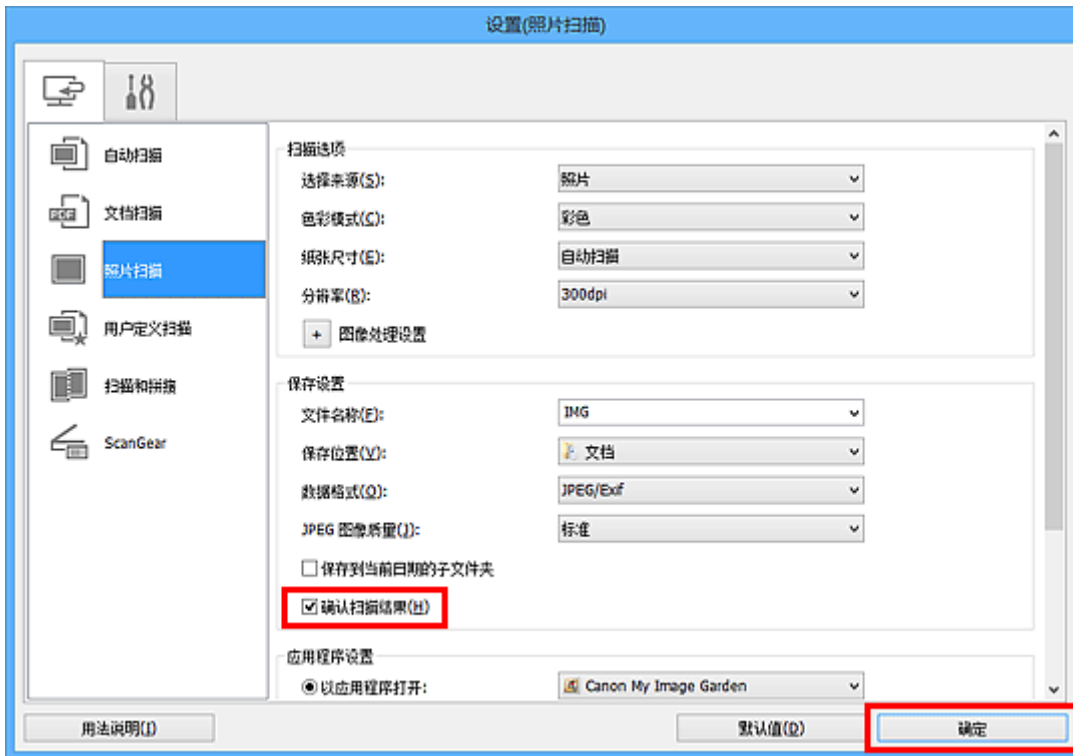 设置(照片扫描)
自动扫描
文档扫描
照片扫描
用户定义扫描
扫描和拼接
ScanGear
扫描选项
选择来源(S): 照片
色彩模式(C): 彩色
纸张尺寸(E): 自动扫描
分辨率(R): 300dpi
+ 图像处理设置
保存设置
文件名称(F): IMG
保存位置(V): 文档
数据格式(O): JPEG/Exif
JPEG 图像质量(J): 标准
保存到当前日期的子文件夹
确认扫描结果(H)
应用程序设置
以应用程序打开: Canon My Image Garden
用法说明(I) 默认值(D) 确定